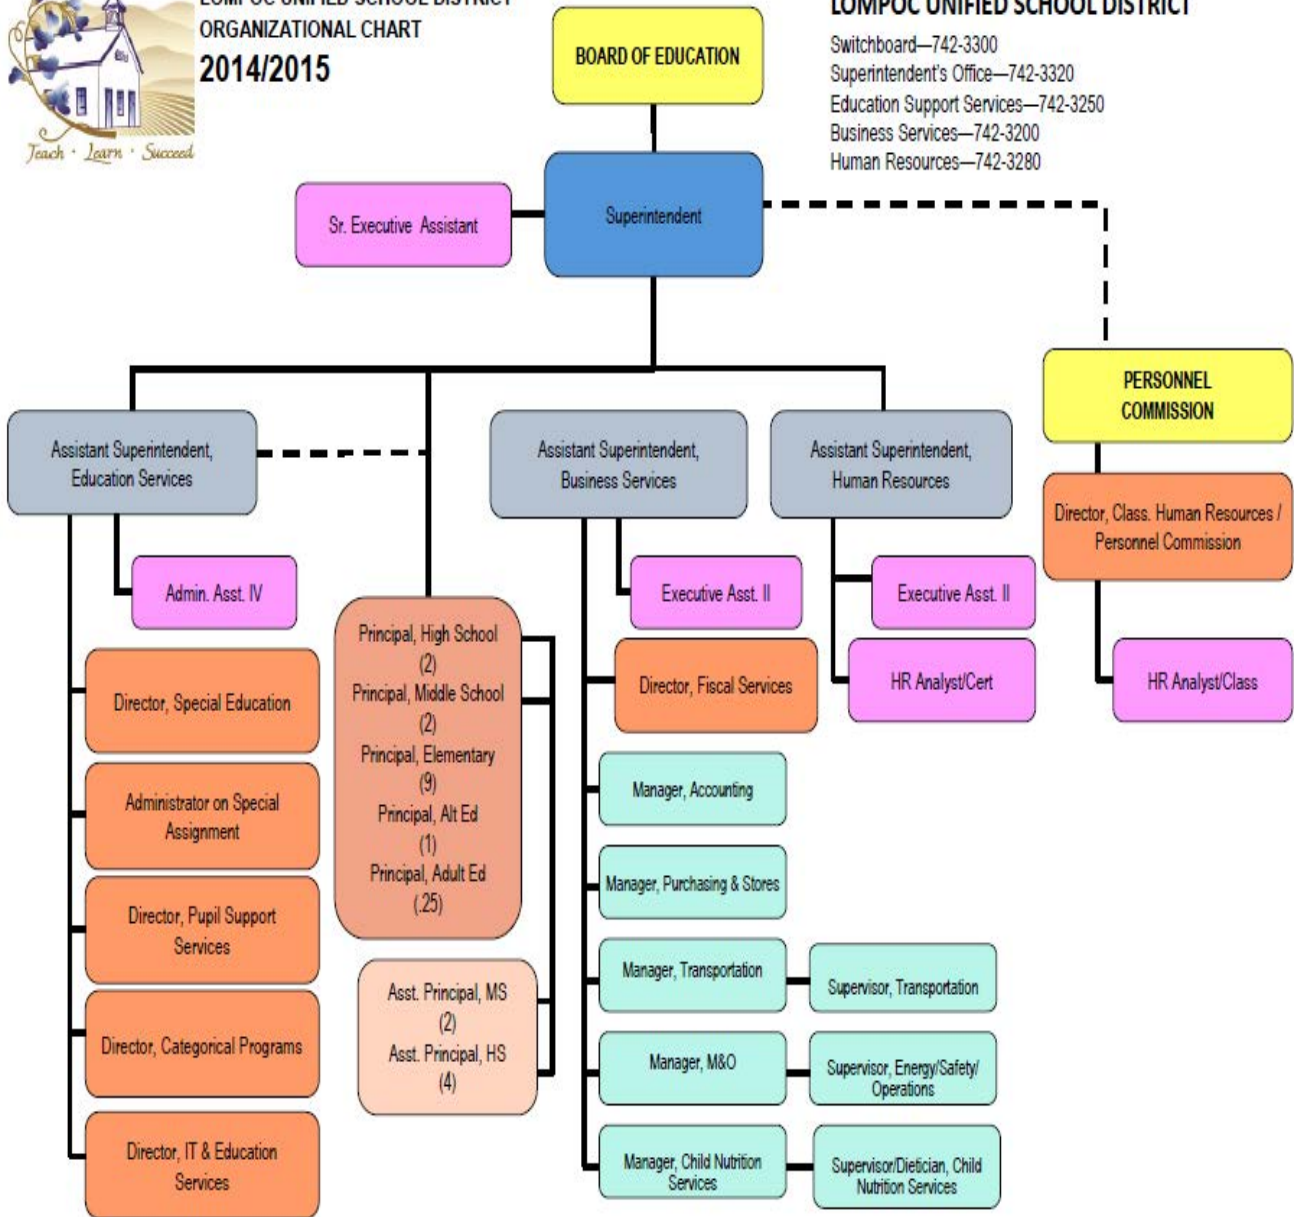 LOMPOC UNIFIED SCHOOL DISTRICT
ORGANIZATIONAL CHART
2014/2015
Teach · Learn · Succeed
LOMPOC UNIFIED SCHOOL DISTRICT
Switchboard—742-3300
Superintendent's Office—742-3320
Education Support Services—742-3250
Business Services—742-3200
Human Resources—742-3280
BOARD OF EDUCATION
Superintendent
Sr. Executive Assistant
PERSONNEL
COMMISSION
Assistant Superintendent,
Education Services
Assistant Superintendent,
Business Services
Assistant Superintendent,
Human Resources
Director, Class. Human Resources /
Personnel Commission
Admin. Asst. IV
Director, Special Education
Administrator on Special
Assignment
Director, Pupil Support
Services
Director, Categorical Programs
Director, IT & Education
Services
Principal, High School
(2)
Principal, Middle School
(2)
Principal, Elementary
(9)
Principal, Alt Ed
(1)
Principal, Adult Ed
(.25)
Asst. Principal, MS
(2)
Asst. Principal, HS
(4)
Executive Asst. II
Director, Fiscal Services
Manager, Accounting
Manager, Purchasing & Stores
Manager, Transportation
Supervisor, Transportation
Manager, M&O
Supervisor, Energy/Safety/
Operations
Manager, Child Nutrition
Services
Supervisor/Dietician, Child
Nutrition Services
Executive Asst. II
HR Analyst/Cert
HR Analyst/Class